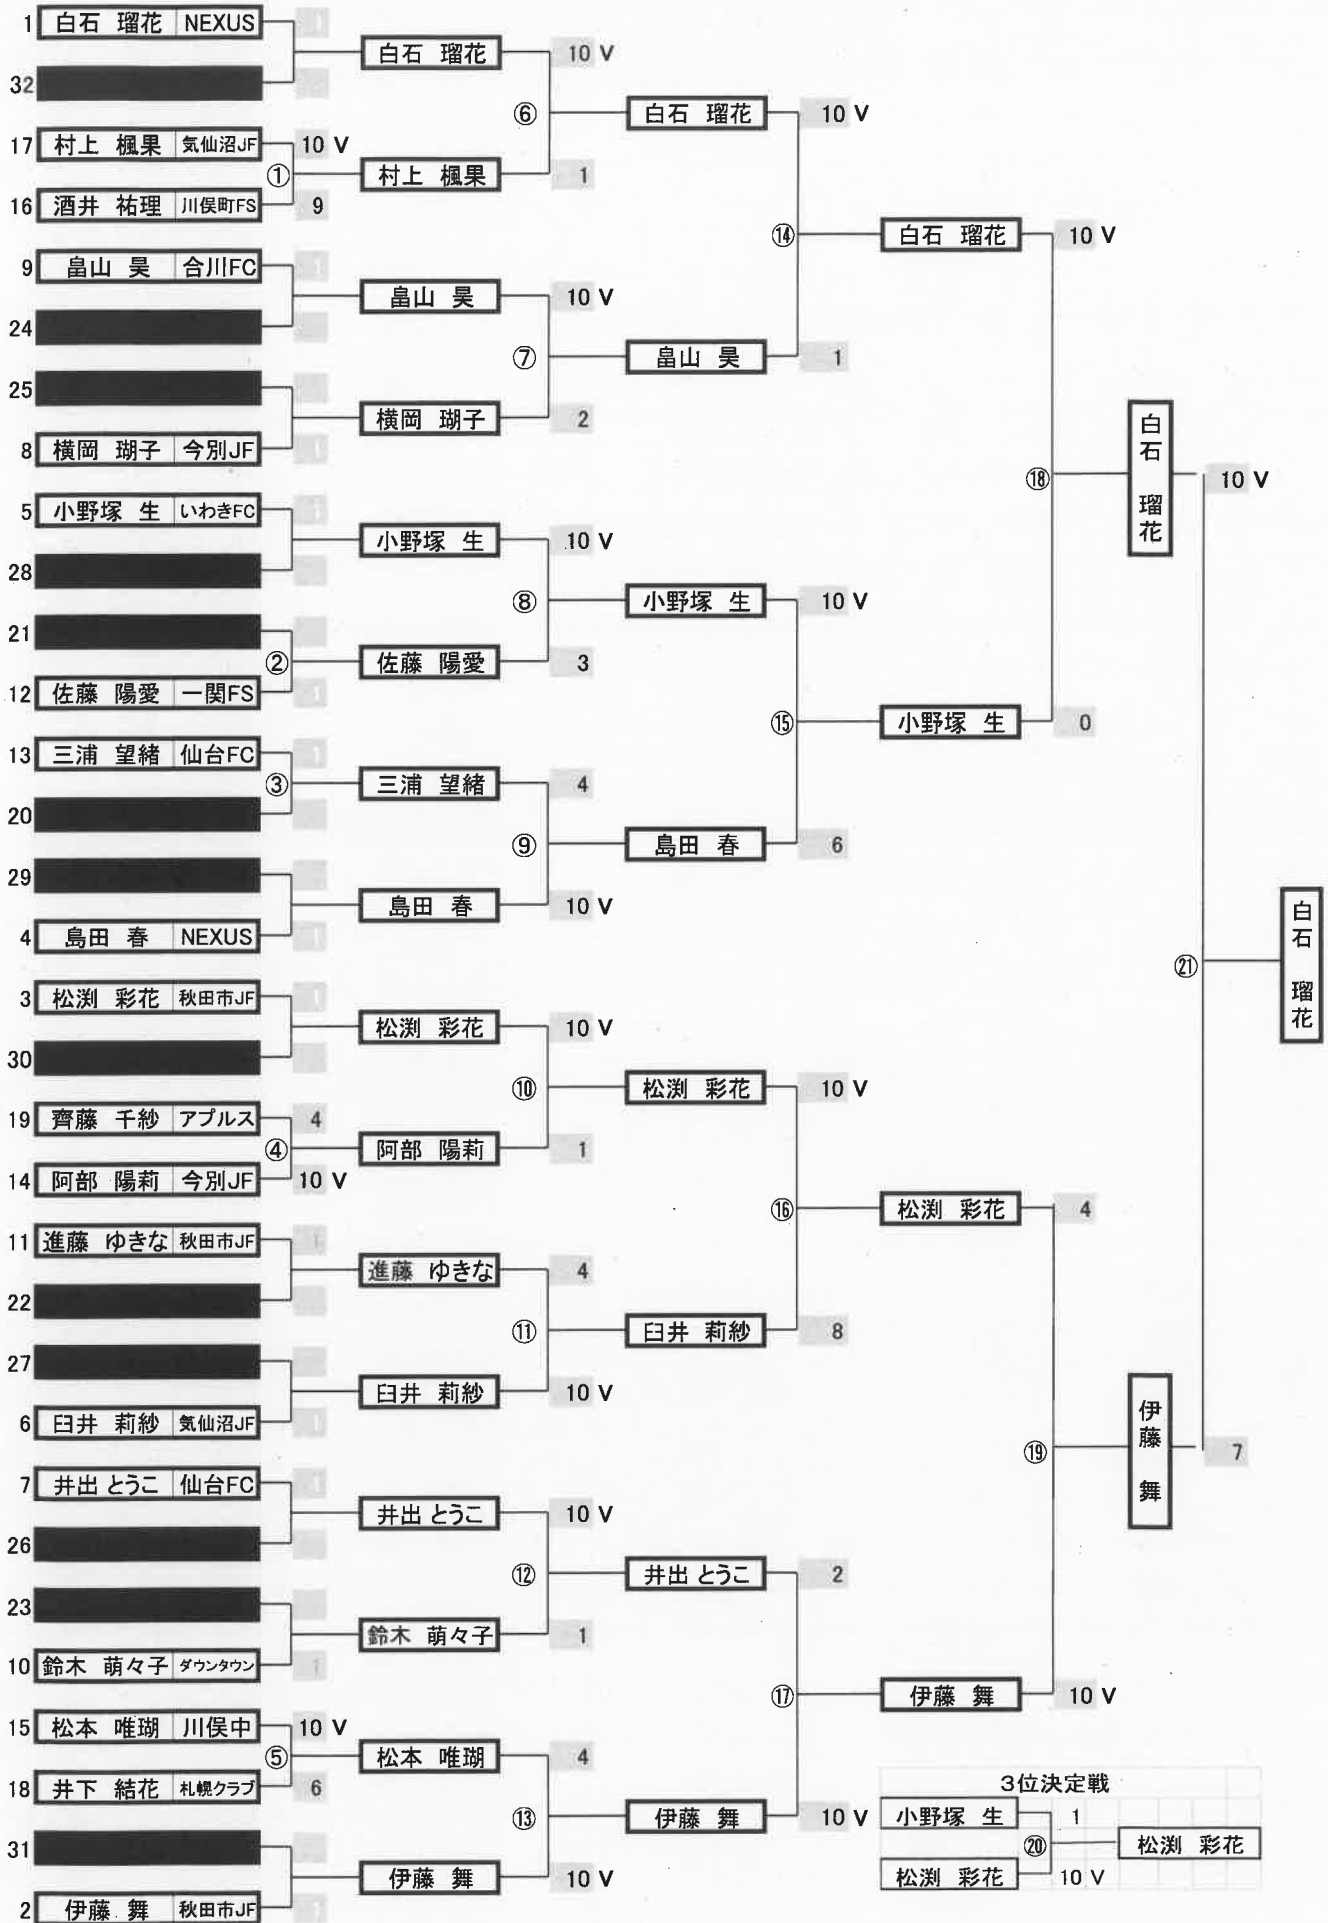 1 白石 瑠花 NEXUS
32
17 村上 楓果 気仙沼JF 10 V
①
16 酒井 祐理 川俣町FS 9
9 畠山 昊 合川FC
24
25
8 横岡 瑚子 今別JF
5 小野塚 生 いわきFC
28
21
②
12 佐藤 陽愛 一関FS
13 三浦 望緒 仙台FC
③
20
29
4 島田 春 NEXUS
3 松渕 彩花 秋田市JF
30
19 齊藤 千紗 アプルス 4
④
14 阿部 陽莉 今別JF 10 V
11 進藤 ゆきな 秋田市JF
22
27
6 臼井 莉紗 気仙沼JF
7 井出 とうこ 仙台FC
26
23
10 鈴木 萌々子 ダウンタウン
15 松本 唯瑚 川俣中 10 V
⑤
18 井下 結花 札幌クラブ 6
31
2 伊藤 舞 秋田市JF
白石 瑠花 10 V
⑥
村上 楓果 1
畠山 昊 10 V
⑦
横岡 瑚子 2
小野塚 生 10 V
⑧
佐藤 陽愛 3
三浦 望緒 4
⑨
島田 春 10 V
松渕 彩花 10 V
⑩
阿部 陽莉 1
進藤 ゆきな 4
⑪
臼井 莉紗 10 V
井出 とうこ 10 V
⑫
鈴木 萌々子 1
松本 唯瑚 4
⑬
伊藤 舞 10 V
白石 瑠花 10 V
⑭
畠山 昊 1
小野塚 生 10 V
⑮
島田 春 6
松渕 彩花 10 V
⑯
臼井 莉紗 8
井出 とうこ 2
⑰
伊藤 舞 10 V
白石 瑠花 10 V
⑱
小野塚 生 0
松渕 彩花 4
⑲
伊藤 舞 10 V
白石 瑠花 10 V
㉑
伊藤 舞 7
白石 瑠花
3位決定戦
小野塚 生 1
⑳ 松渕 彩花
松渕 彩花 10 V